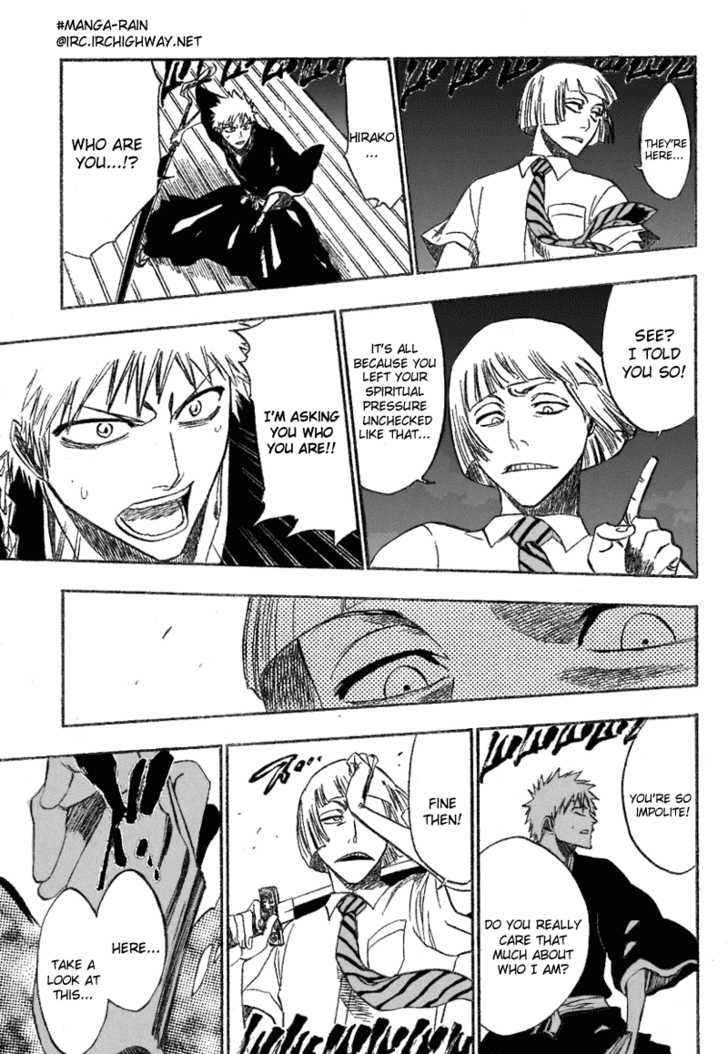 #MANGA-RAIN
@IRC.IRCHIGHWAY.NET
THEY'RE
HERE...
HIRAKO
...
WHO ARE
YOU...!?
SEE?
I TOLD
YOU SO!
IT'S ALL
BECAUSE YOU
LEFT YOUR
SPIRITUAL
PRESSURE
UNCHECKED
LIKE THAT...
I'M ASKING
YOU WHO
YOU ARE!!
YOU'RE SO
IMPOLITE!
DO YOU REALLY
CARE THAT
MUCH ABOUT
WHO I AM?
FINE
THEN!
HERE...
TAKE A
LOOK AT
THIS...